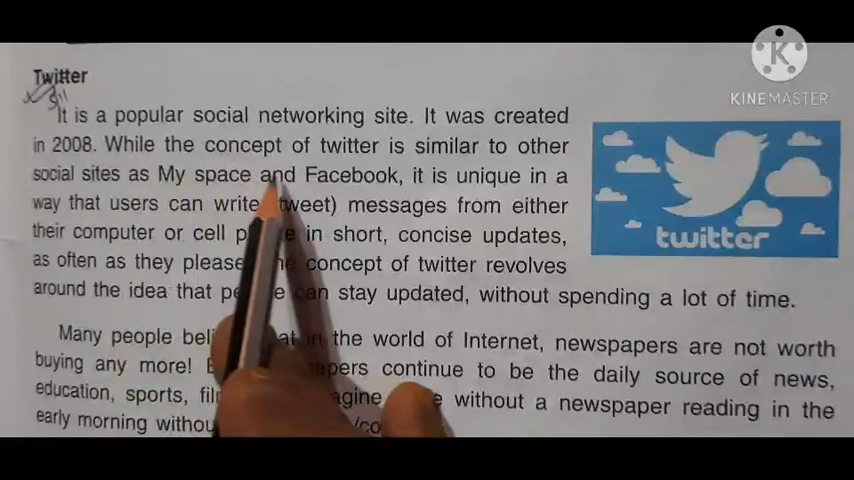 KINEMASTER
Twitter
It is a popular social networking site. It was created
in 2008. While the concept of twitter is similar to other
social sites as My space and Facebook, it is unique in a
way that users can write tweet) messages from either
their computer or cell in short, concise updates,
as often as they please concept of twitter revolves
around the idea that can stay updated, without spending a lot of time.
twitter
Many people in the world of Internet, newspapers are not worth
buying any more! continue to be the daily source of news,
education, sports, without a newspaper reading in the
early morning